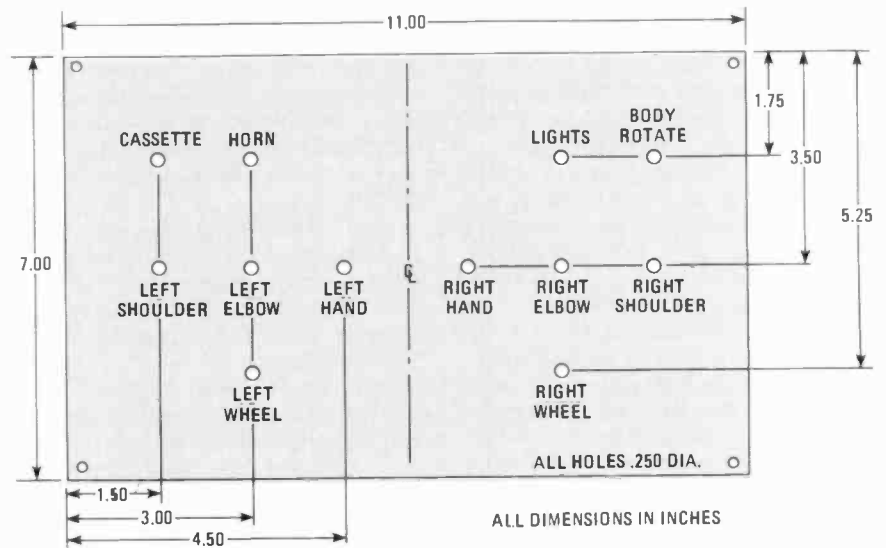 11.00
CASSETTE
HORN
LIGHTS
BODY
ROTATE
1.75
3.50
5.25
7.00
LEFT
SHOULDER
LEFT
ELBOW
LEFT
HAND
℄
RIGHT
HAND
RIGHT
ELBOW
RIGHT
SHOULDER
LEFT
WHEEL
RIGHT
WHEEL
ALL HOLES .250 DIA.
1.50
3.00
4.50
ALL DIMENSIONS IN INCHES